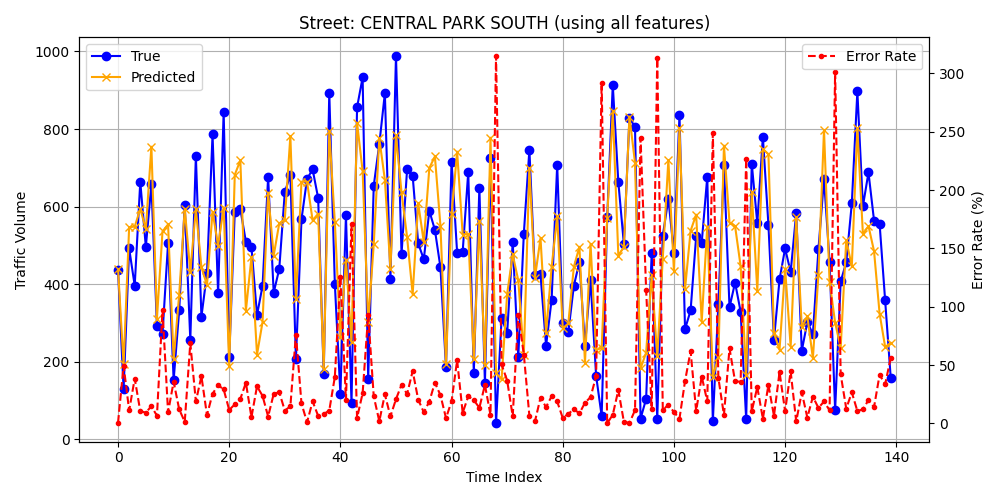 Street: CENTRAL PARK SOUTH (using all features)
True
Predicted
Error Rate
Traffic Volume
1000
800
600
400
200
0
300
250
200
150
100
50
0
Error Rate (%)
0 20 40 60 80 100 120 140
Time Index